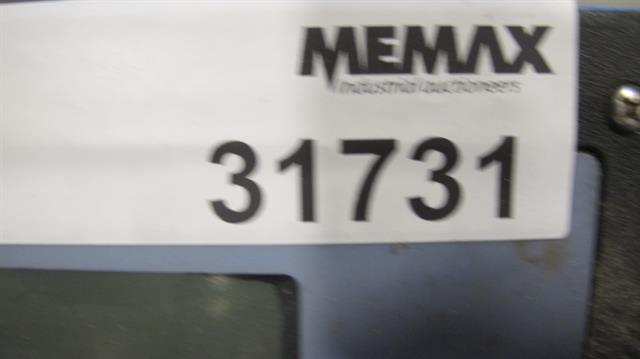 MEMAX
industrial auctioneers
31731